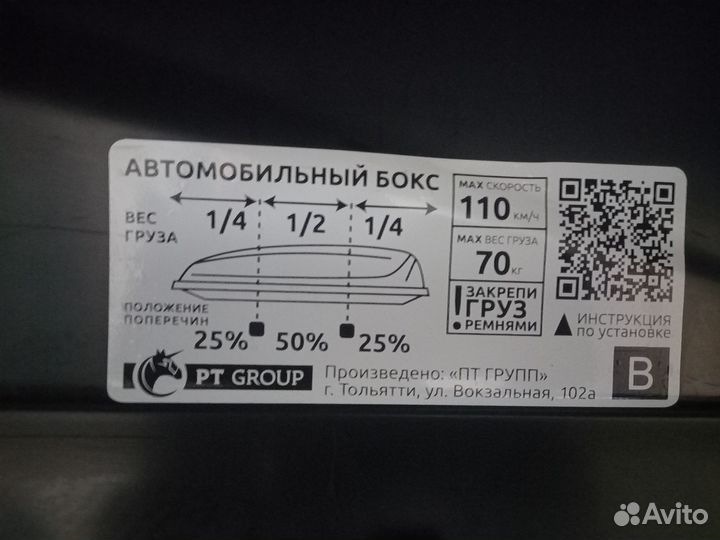 АВТОМОБИЛЬНЫЙ БОКС
ВЕС ГРУЗА
1/4 1/2 1/4
ПОЛОЖЕНИЕ ПОПЕРЕЧИН
25% 50% 25%
MAX СКОРОСТЬ
110 КМ/Ч
MAX ВЕС ГРУЗА
70 КГ
! ЗАКРЕПИ
ГРУЗ
РЕМНЯМИ
ИНСТРУКЦИЯ
по установке
PT GROUP
Произведено: «ПТ ГРУПП»
г. Тольятти, ул. Вокзальная, 102а
B
Avito